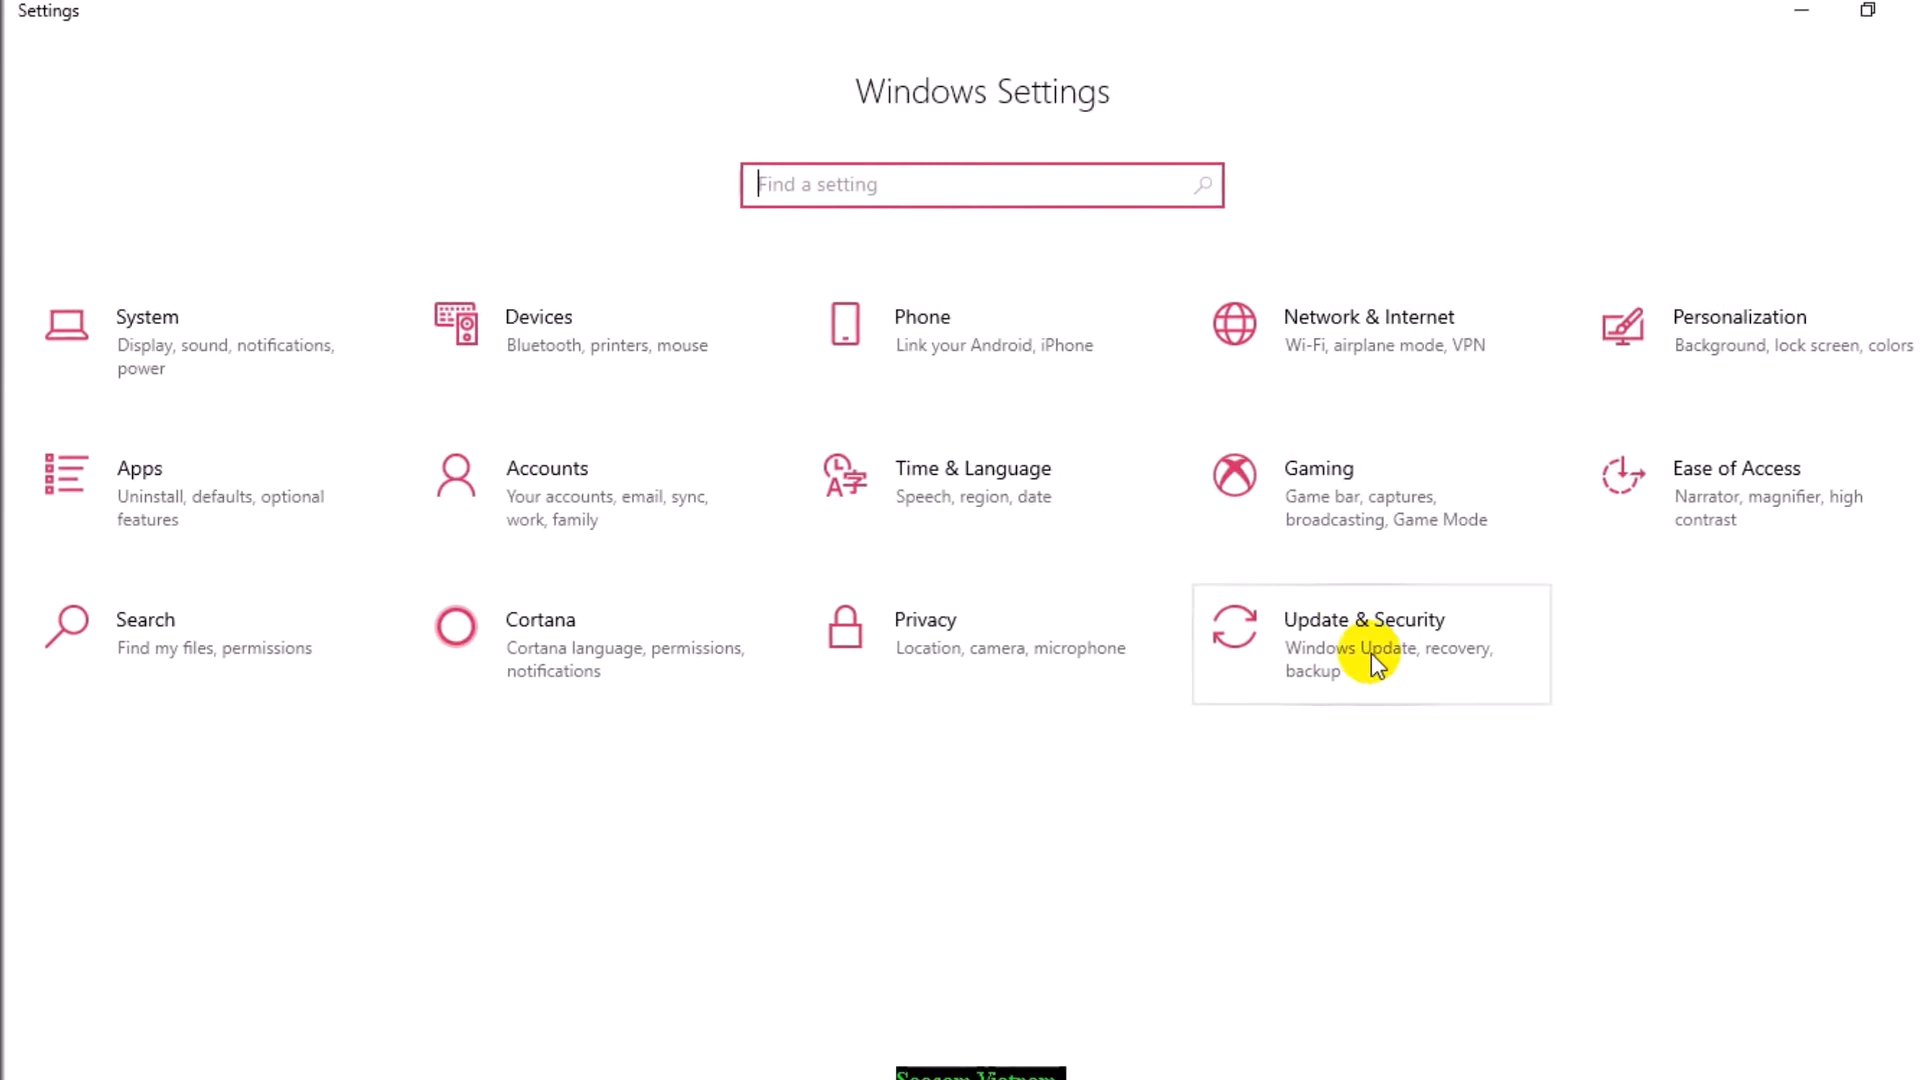 Settings
Windows Settings
Find a setting
System
Display, sound, notifications,
power
Devices
Bluetooth, printers, mouse
Phone
Link your Android, iPhone
Network & Internet
Wi-Fi, airplane mode, VPN
Personalization
Background, lock screen, colors
Apps
Uninstall, defaults, optional
features
Accounts
Your accounts, email, sync,
work, family
Time & Language
Speech, region, date
Gaming
Game bar, captures,
broadcasting, Game Mode
Ease of Access
Narrator, magnifier, high
contrast
Search
Find my files, permissions
Cortana
Cortana language, permissions,
notifications
Privacy
Location, camera, microphone
Update & Security
Windows Update, recovery,
backup
Vietnam